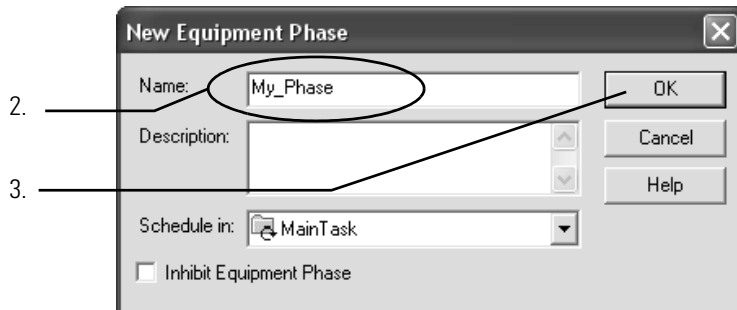 New Equipment Phase
Name: My_Phase OK
2.
Description: Cancel
3. Help
Schedule in: MainTask
Inhibit Equipment Phase